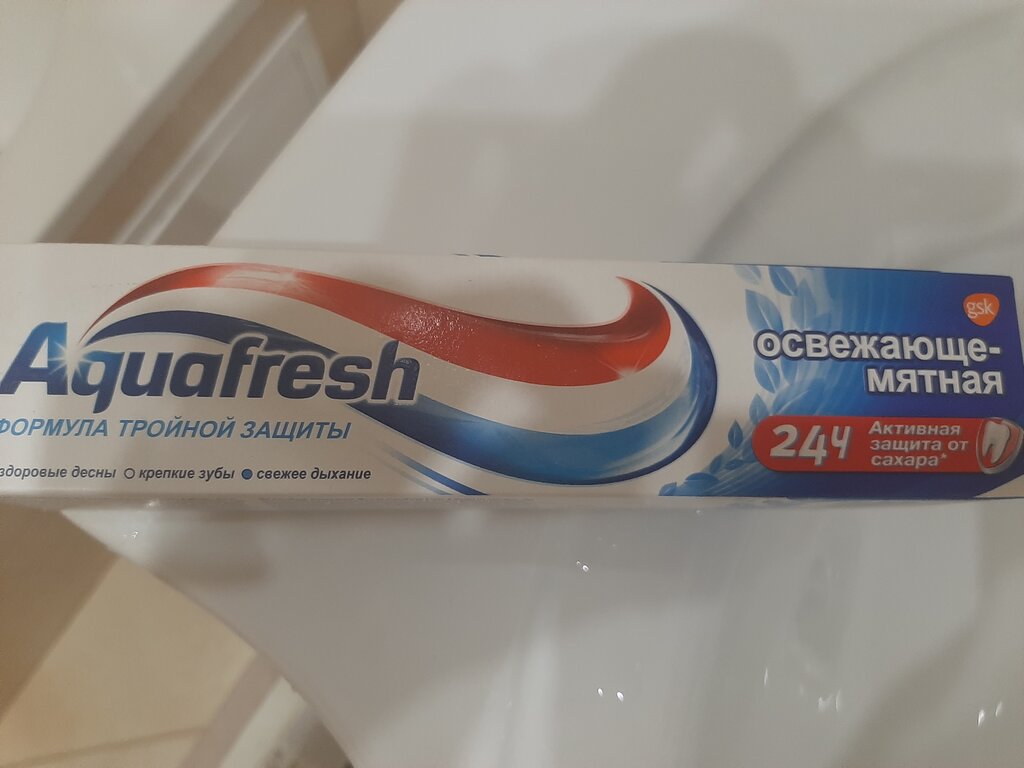 Aquafresh
ФОРМУЛА ТРОЙНОЙ ЗАЩИТЫ
здоровые десны крепкие зубы свежее дыхание
gsk
освежающе-
мятная
24Ч
Активная
защита от
сахара*